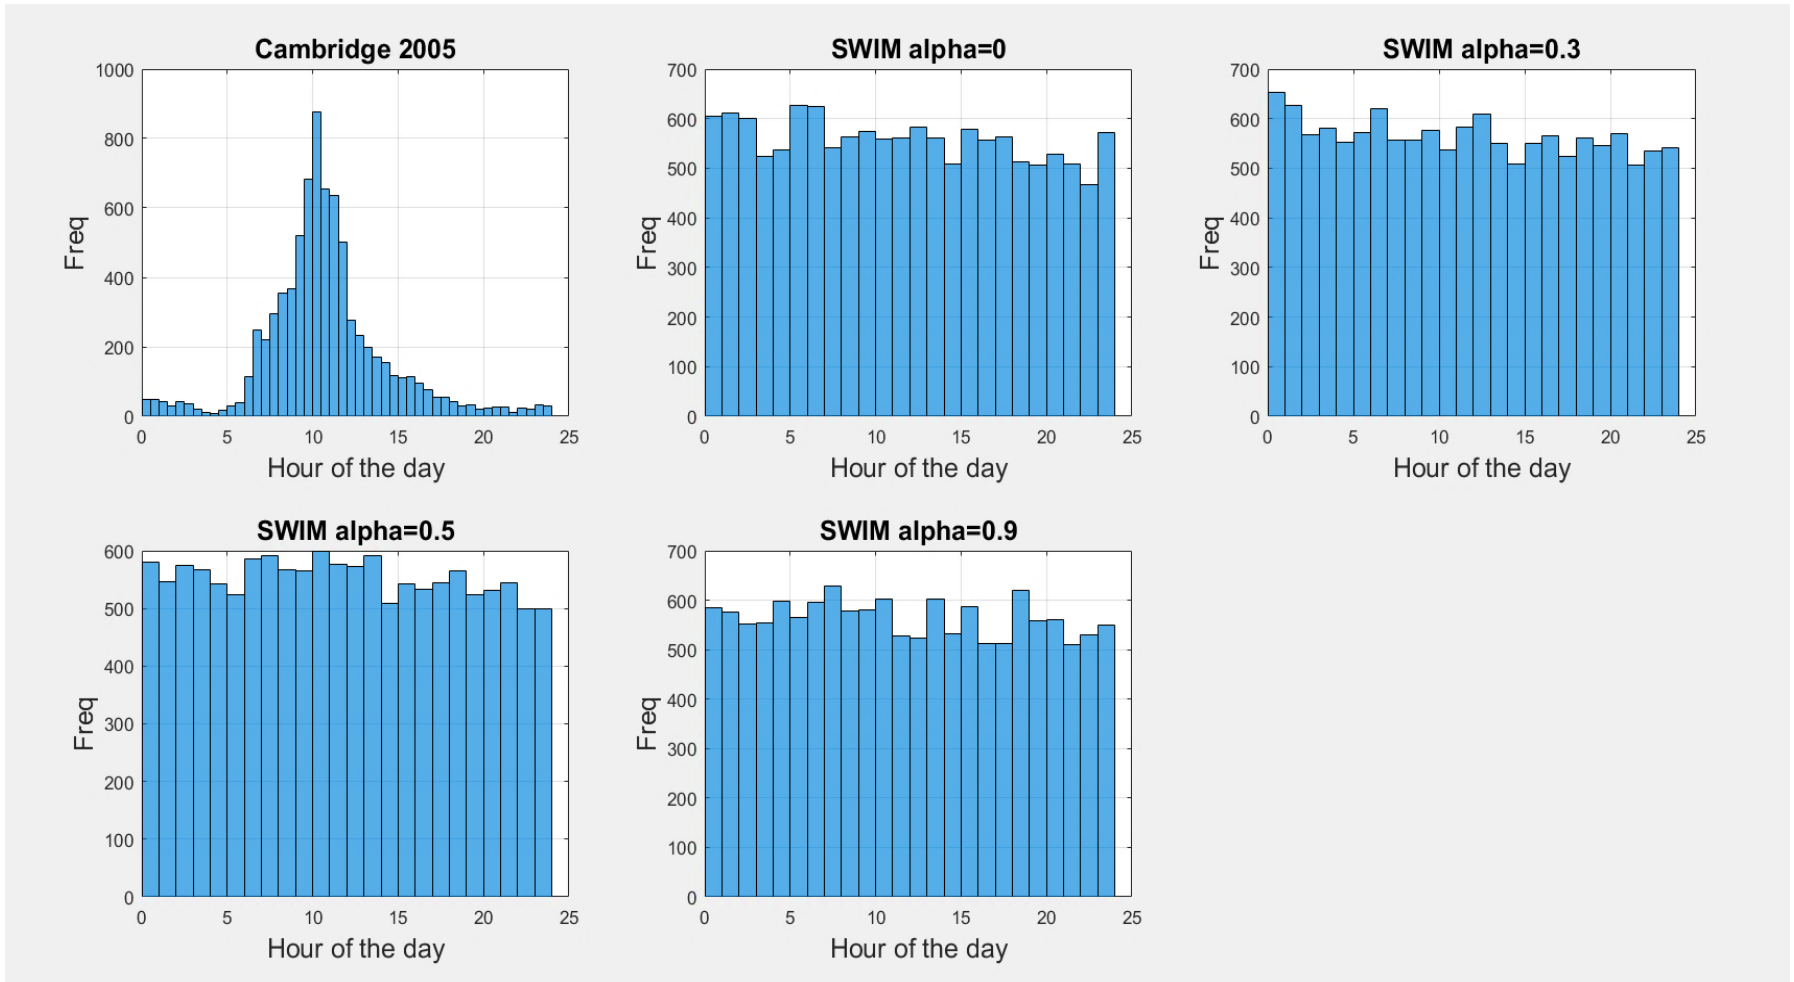 Cambridge 2005
1000
800
600
400
200
0
Freq
0 5 10 15 20 25
Hour of the day
SWIM alpha=0
700
600
500
400
300
200
100
0
Freq
0 5 10 15 20 25
Hour of the day
SWIM alpha=0.3
700
600
500
400
300
200
100
0
Freq
0 5 10 15 20 25
Hour of the day
SWIM alpha=0.5
600
500
400
300
200
100
0
Freq
0 5 10 15 20 25
Hour of the day
SWIM alpha=0.9
700
600
500
400
300
200
100
0
Freq
0 5 10 15 20 25
Hour of the day